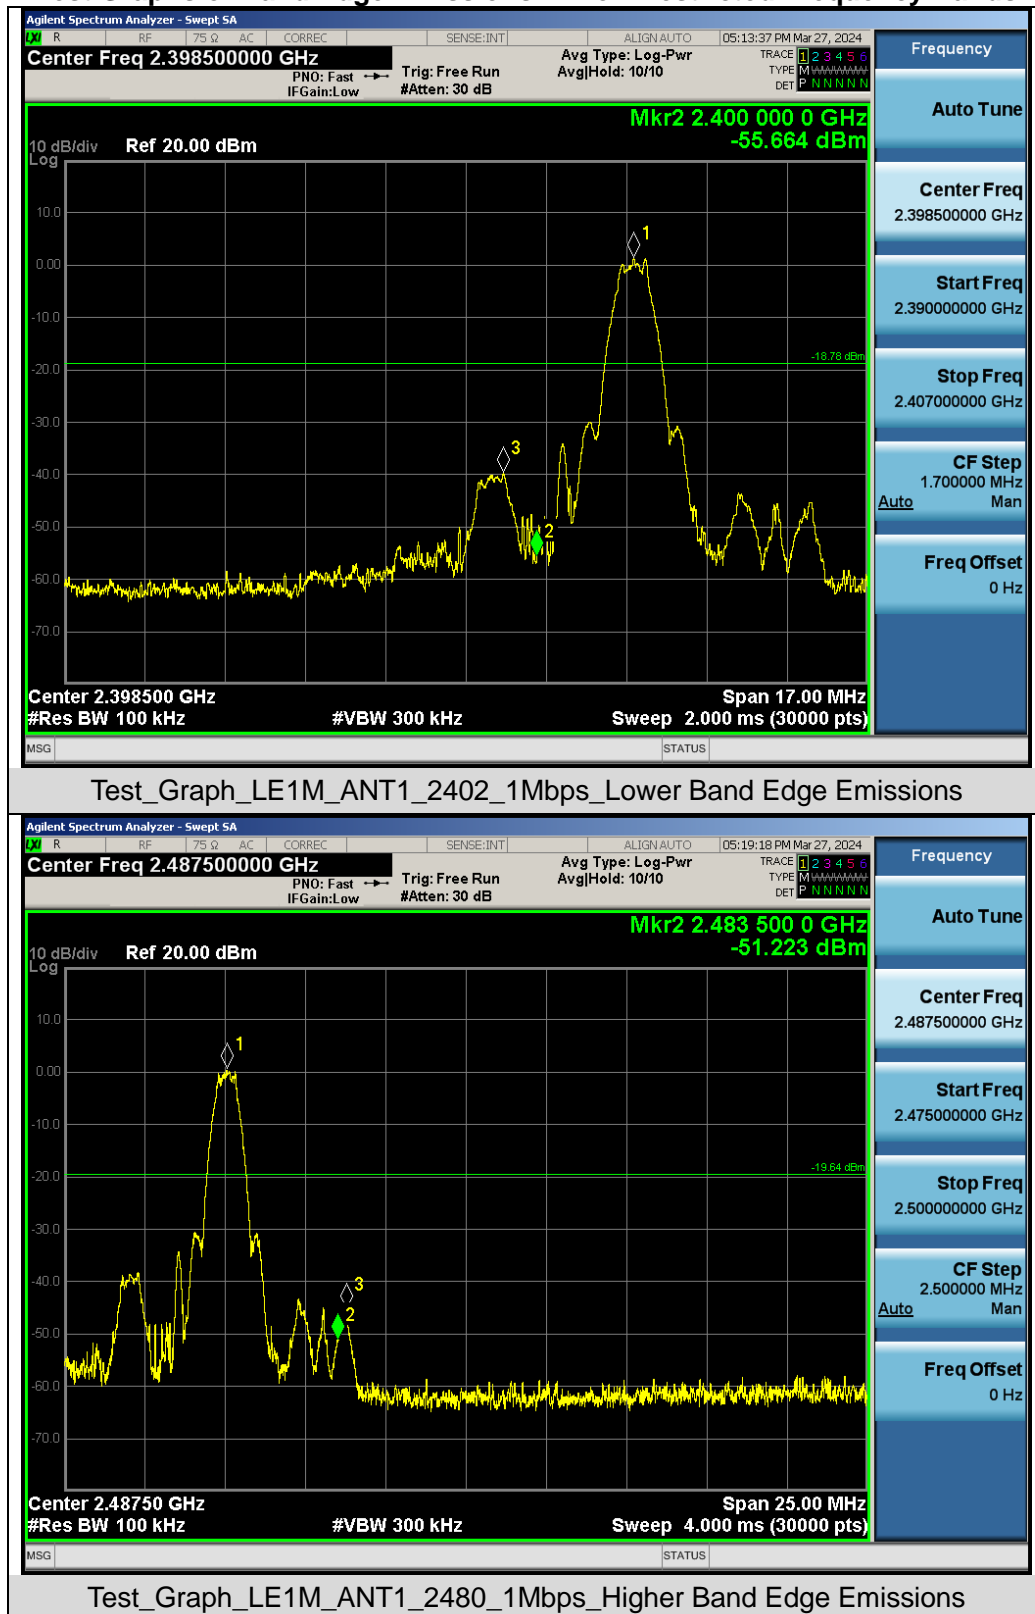 Agilent Spectrum Analyzer - Swept SA
LXI R RF 75 Ω AC CORREC SENSE:INT ALIGN AUTO 05:13:37 PM Mar 27, 2024
Center Freq 2.398500000 GHz
PNO: Fast
IFGain:Low
Trig: Free Run
#Atten: 30 dB
Avg Type: Log-Pwr
Avg|Hold: 10/10
TRACE 1 2 3 4 5 6
TYPE M
DET P N N N N N
Mkr2 2.400 000 0 GHz
-55.664 dBm
10 dB/div Ref 20.00 dBm
Log
10.0
0.00
-10.0
-20.0
-30.0
-40.0
-50.0
-60.0
-70.0
1
-18.78 dBm
3
2
Center 2.398500 GHz Span 17.00 MHz
#Res BW 100 kHz #VBW 300 kHz Sweep 2.000 ms (30000 pts)
MSG STATUS
Frequency
Auto Tune
Center Freq
2.398500000 GHz
Start Freq
2.390000000 GHz
Stop Freq
2.407000000 GHz
CF Step
1.700000 MHz
Auto Man
Freq Offset
0 Hz
Test_Graph_LE1M_ANT1_2402_1Mbps_Lower Band Edge Emissions
Agilent Spectrum Analyzer - Swept SA
LXI R RF 75 Ω AC CORREC SENSE:INT ALIGN AUTO 05:19:18 PM Mar 27, 2024
Center Freq 2.487500000 GHz
PNO: Fast
IFGain:Low
Trig: Free Run
#Atten: 30 dB
Avg Type: Log-Pwr
Avg|Hold: 10/10
TRACE 1 2 3 4 5 6
TYPE M
DET P N N N N N
Mkr2 2.483 500 0 GHz
-51.223 dBm
10 dB/div Ref 20.00 dBm
Log
10.0
0.00
-10.0
-20.0
-30.0
-40.0
-50.0
-60.0
-70.0
1
-19.64 dBm
3
2
Center 2.48750 GHz Span 25.00 MHz
#Res BW 100 kHz #VBW 300 kHz Sweep 4.000 ms (30000 pts)
MSG STATUS
Frequency
Auto Tune
Center Freq
2.487500000 GHz
Start Freq
2.475000000 GHz
Stop Freq
2.500000000 GHz
CF Step
2.500000 MHz
Auto Man
Freq Offset
0 Hz
Test_Graph_LE1M_ANT1_2480_1Mbps_Higher Band Edge Emissions